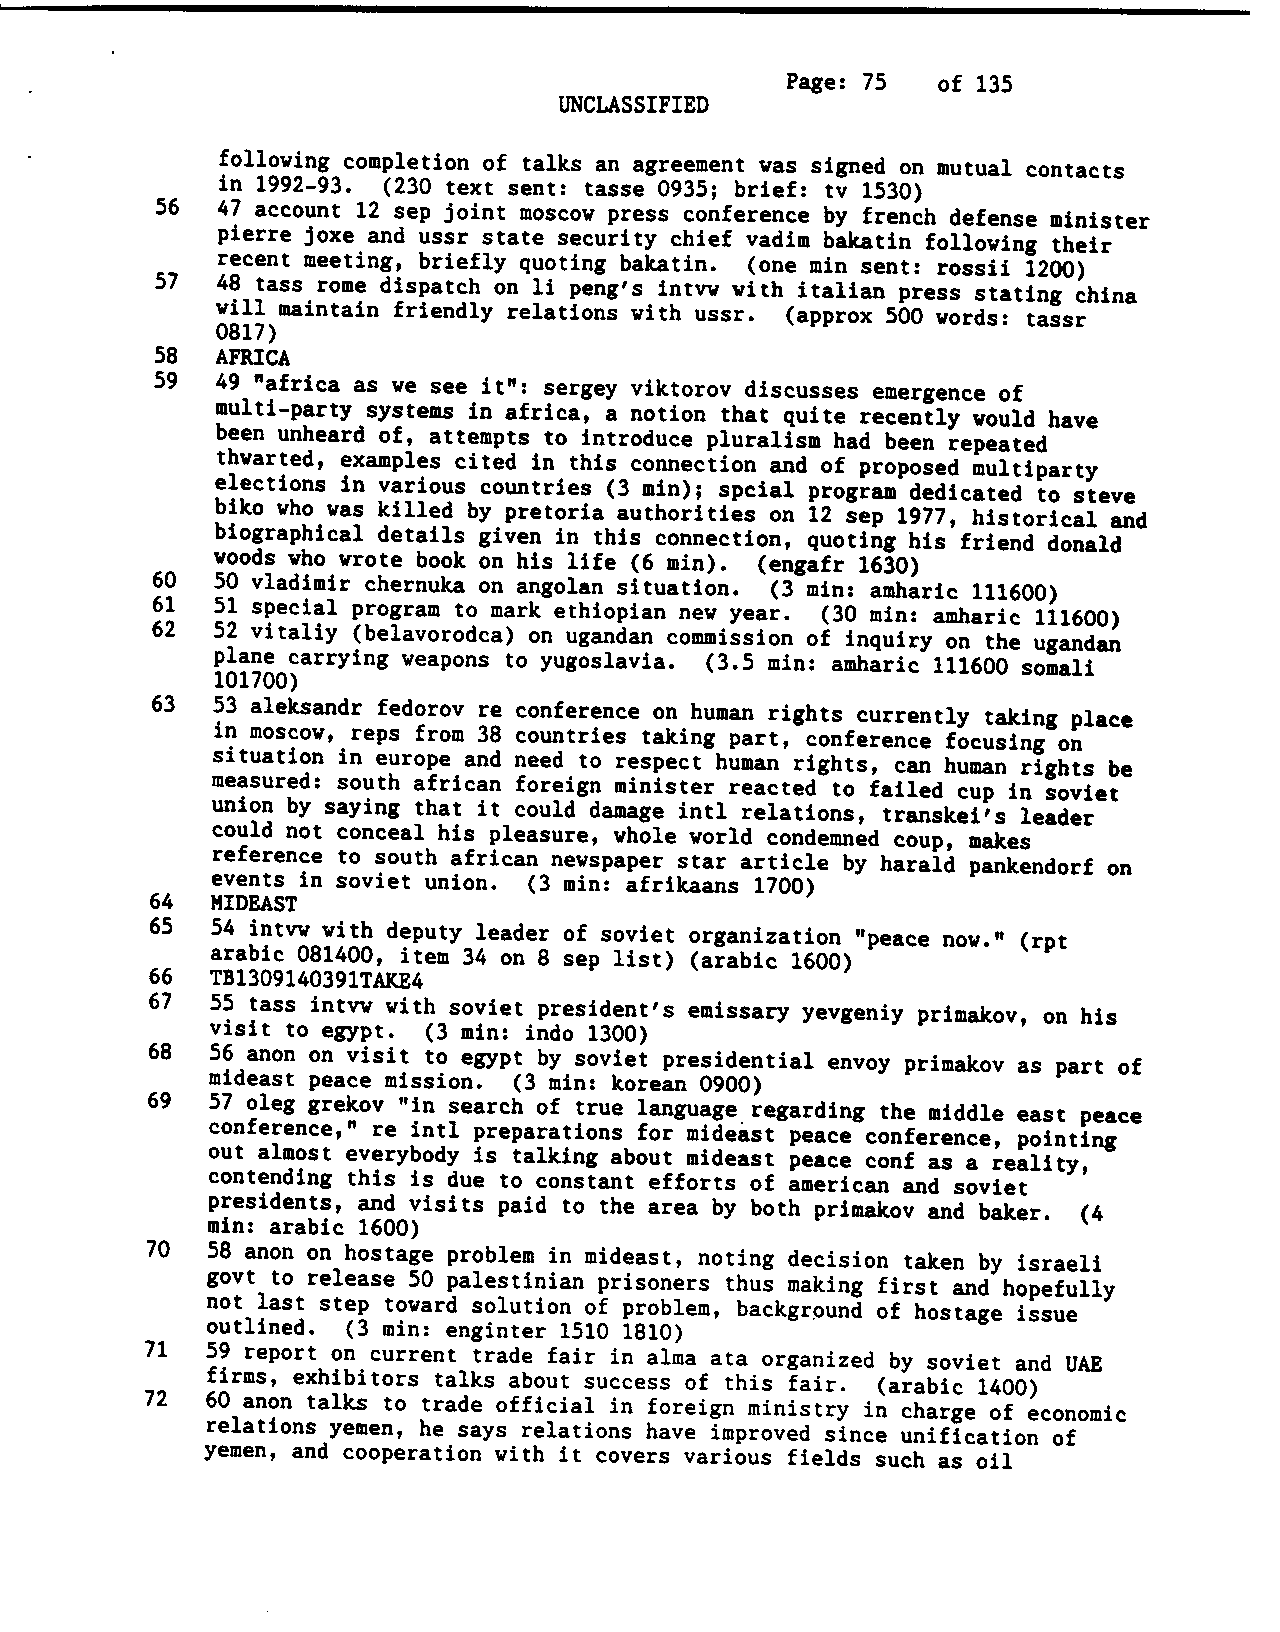 Page: 75 of 135
UNCLASSIFIED
following completion of talks an agreement was signed on mutual contacts
in 1992-93. (230 text sent: tasse 0935; brief: tv 1530)
56 47 account 12 sep joint moscow press conference by french defense minister
pierre joxe and ussr state security chief vadim bakatin following their
recent meeting, briefly quoting bakatin. (one min sent: rossii 1200)
57 48 tass rome dispatch on li peng's intvw with italian press stating china
will maintain friendly relations with ussr. (approx 500 words: tassr
0817)
58 AFRICA
59 49 "africa as we see it": sergey viktorov discusses emergence of
multi-party systems in africa, a notion that quite recently would have
been unheard of, attempts to introduce pluralism had been repeated
thwarted, examples cited in this connection and of proposed multiparty
elections in various countries (3 min); spcial program dedicated to steve
biko who was killed by pretoria authorities on 12 sep 1977, historical and
biographical details given in this connection, quoting his friend donald
woods who wrote book on his life (6 min). (engafr 1630)
60 50 vladimir chernuka on angolan situation. (3 min: amharic 111600)
61 51 special program to mark ethiopian new year. (30 min: amharic 111600)
62 52 vitaliy (belavorodca) on ugandan commission of inquiry on the ugandan
plane carrying weapons to yugoslavia. (3.5 min: amharic 111600 somali
101700)
63 53 aleksandr fedorov re conference on human rights currently taking place
in moscow, reps from 38 countries taking part, conference focusing on
situation in europe and need to respect human rights, can human rights be
measured: south african foreign minister reacted to failed cup in soviet
union by saying that it could damage intl relations, transkei's leader
could not conceal his pleasure, whole world condemned coup, makes
reference to south african newspaper star article by harald pankendorf on
events in soviet union. (3 min: afrikaans 1700)
64 MIDEAST
65 54 intvw with deputy leader of soviet organization "peace now." (rpt
arabic 081400, item 34 on 8 sep list) (arabic 1600)
66 TB1309140391TAKE4
67 55 tass intvw with soviet president's emissary yevgeniy primakov, on his
visit to egypt. (3 min: indo 1300)
68 56 anon on visit to egypt by soviet presidential envoy primakov as part of
mideast peace mission. (3 min: korean 0900)
69 57 oleg grekov "in search of true language regarding the middle east peace
conference," re intl preparations for mideast peace conference, pointing
out almost everybody is talking about mideast peace conf as a reality,
contending this is due to constant efforts of american and soviet
presidents, and visits paid to the area by both primakov and baker. (4
min: arabic 1600)
70 58 anon on hostage problem in mideast, noting decision taken by israeli
govt to release 50 palestinian prisoners thus making first and hopefully
not last step toward solution of problem, background of hostage issue
outlined. (3 min: enginter 1510 1810)
71 59 report on current trade fair in alma ata organized by soviet and UAE
firms, exhibitors talks about success of this fair. (arabic 1400)
72 60 anon talks to trade official in foreign ministry in charge of economic
relations yemen, he says relations have improved since unification of
yemen, and cooperation with it covers various fields such as oil